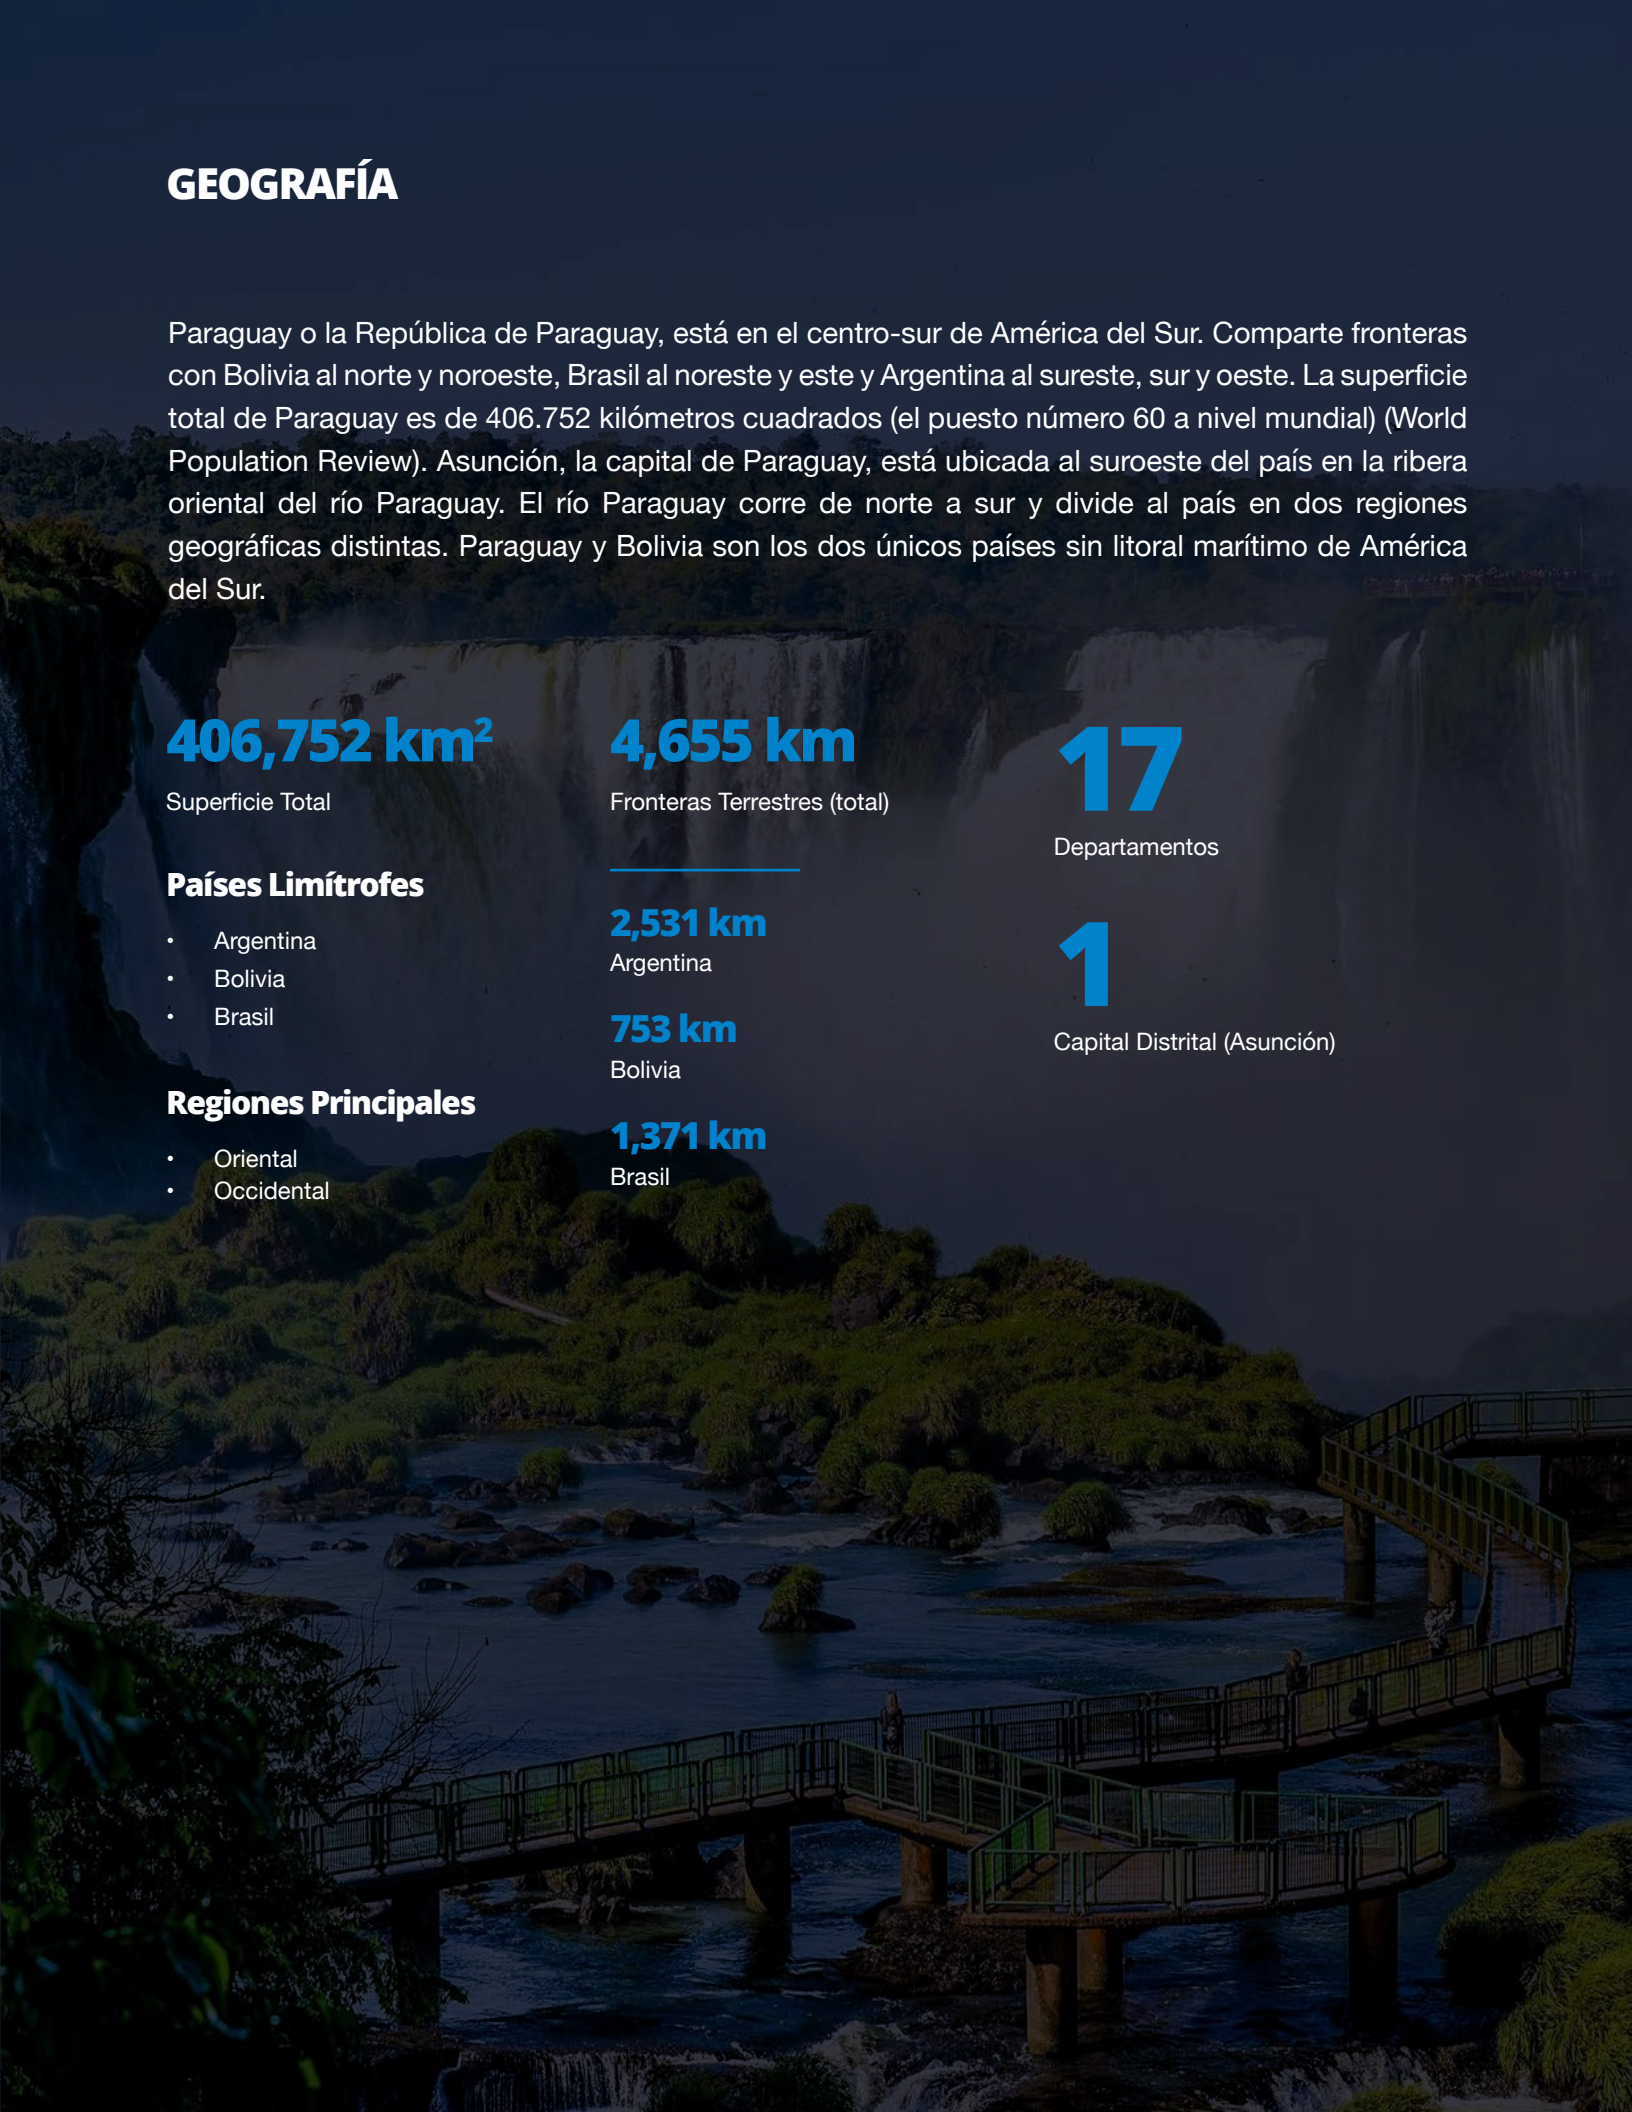 GEOGRAFÍA
Paraguay o la República de Paraguay, está en el centro-sur de América del Sur. Comparte fronteras
con Bolivia al norte y noroeste, Brasil al noreste y este y Argentina al sureste, sur y oeste. La superficie
total de Paraguay es de 406.752 kilómetros cuadrados (el puesto número 60 a nivel mundial) (World
Population Review). Asunción, la capital de Paraguay, está ubicada al suroeste del país en la ribera
oriental del río Paraguay. El río Paraguay corre de norte a sur y divide al país en dos regiones
geográficas distintas. Paraguay y Bolivia son los dos únicos países sin litoral marítimo de América
del Sur.
406,752 km²
Superficie Total
Países Limítrofes
• Argentina
• Bolivia
• Brasil
Regiones Principales
• Oriental
• Occidental
4,655 km
Fronteras Terrestres (total)
2,531 km
Argentina
753 km
Bolivia
1,371 km
Brasil
17
Departamentos
1
Capital Distrital (Asunción)